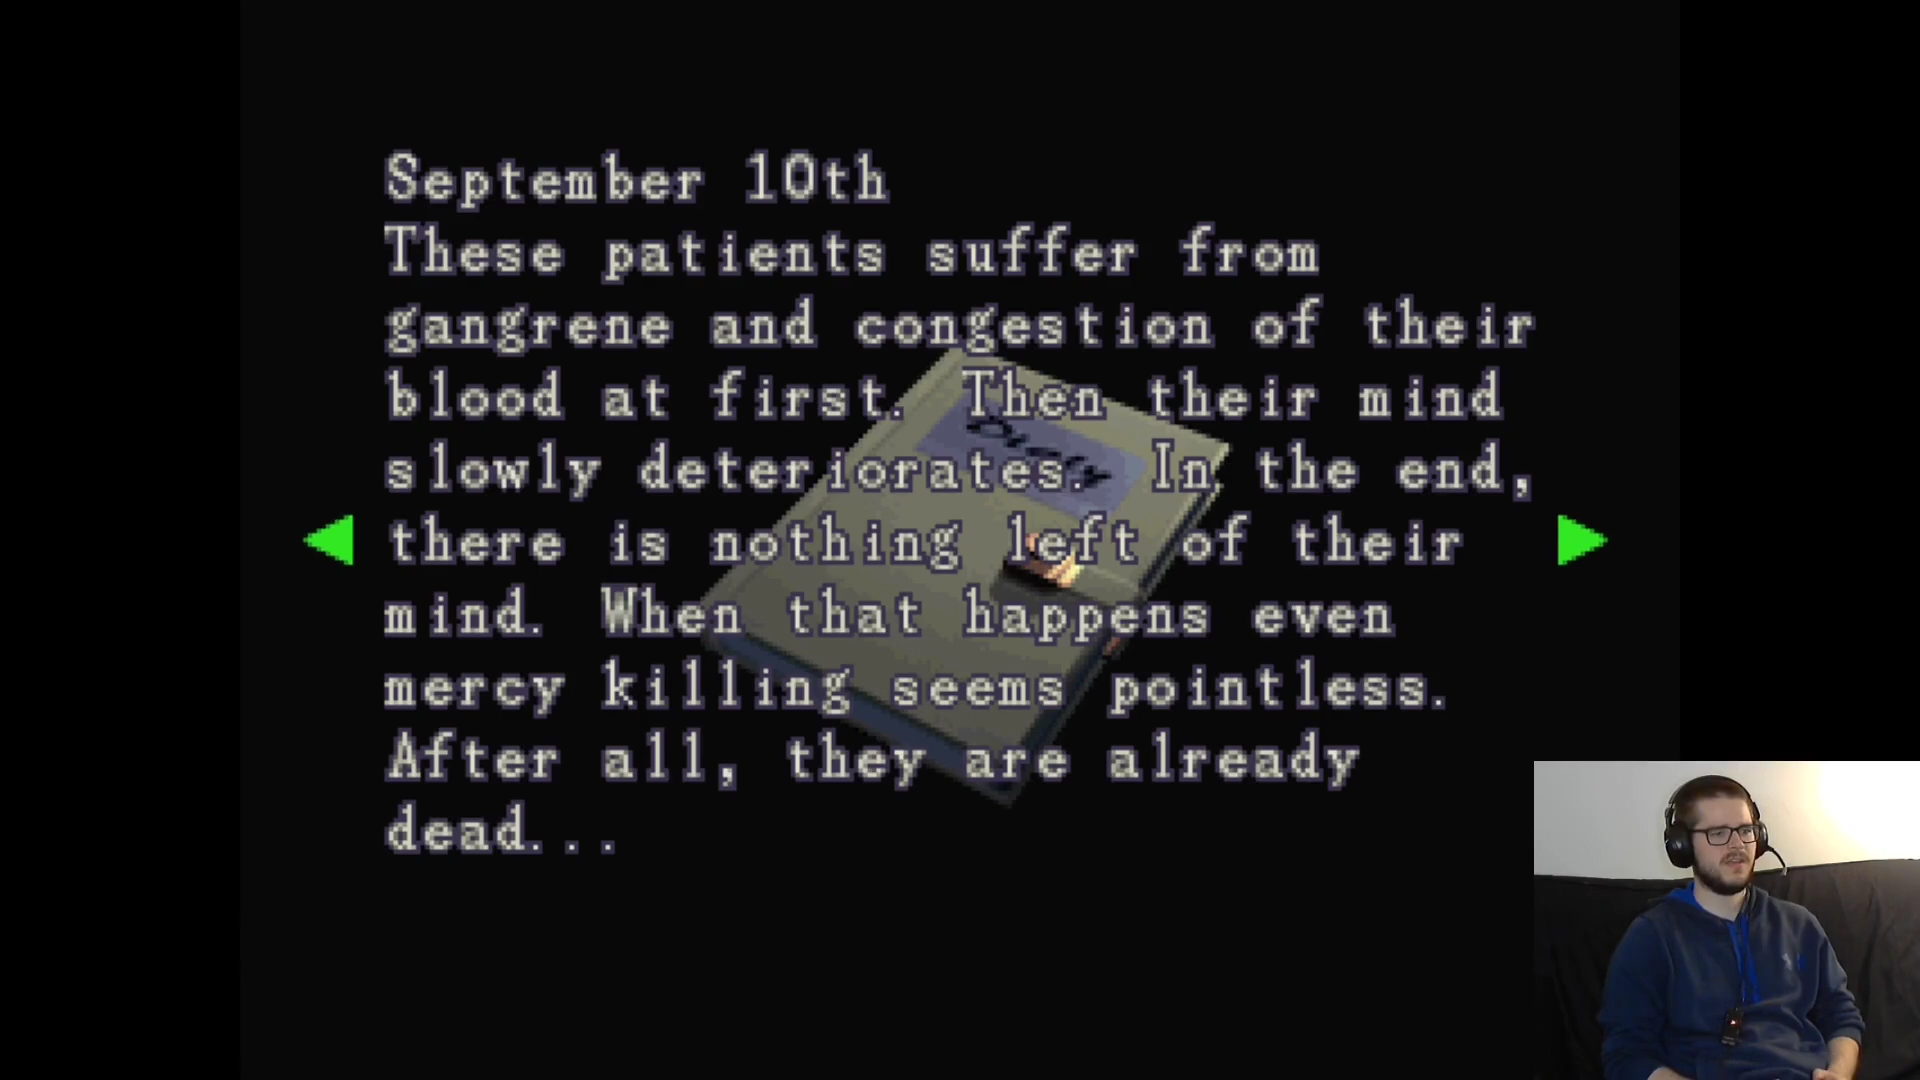 September 10th
These patients suffer from
gangrene and congestion of their
blood at first. Then their mind
slowly deteriorates. In the end,
there is nothing left of their
mind. When that happens even
mercy killing seems pointless.
After all, they are already
dead...
Diary